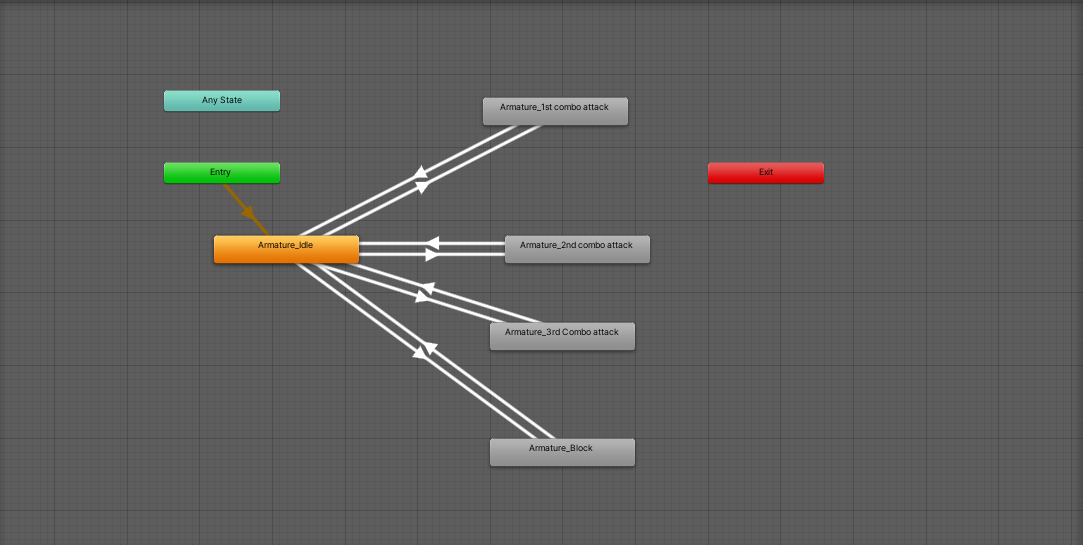 Any State
Armature_1st combo attack
Entry
Exit
Armature_Idle
Armature_2nd combo attack
Armature_3rd Combo attack
Armature_Block